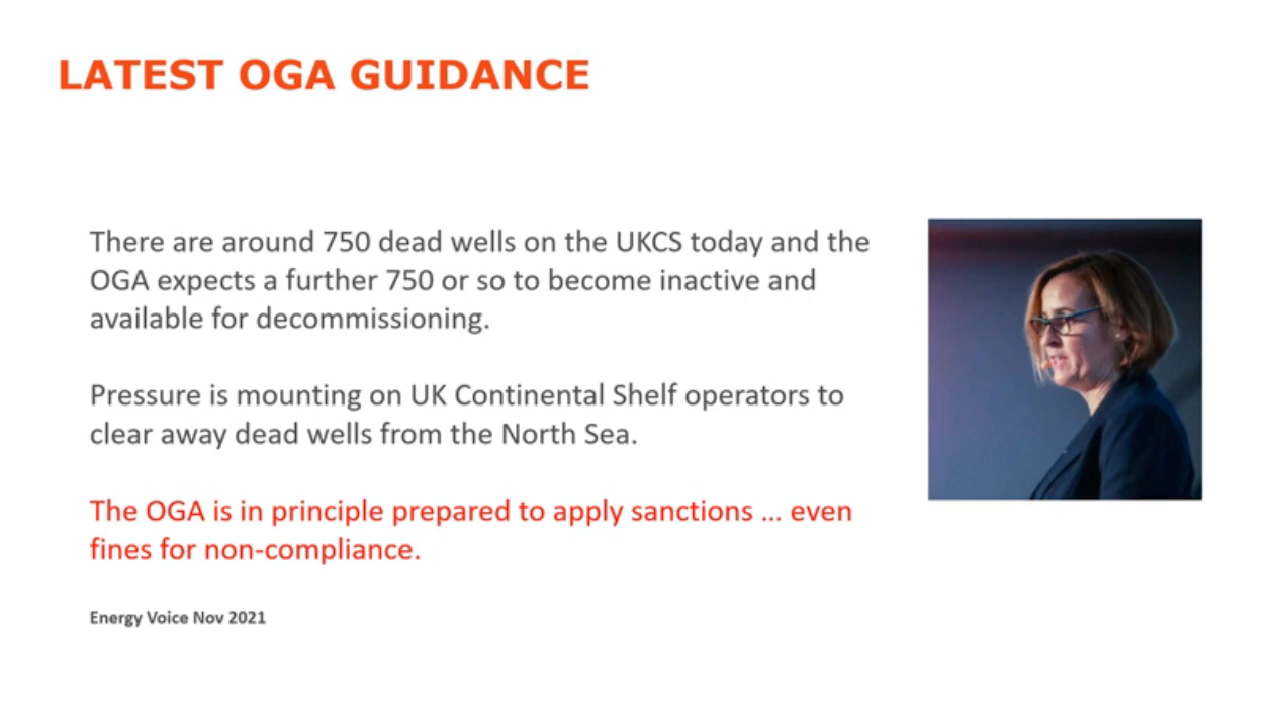 LATEST OGA GUIDANCE
There are around 750 dead wells on the UKCS today and the
OGA expects a further 750 or so to become inactive and
available for decommissioning.
Pressure is mounting on UK Continental Shelf operators to
clear away dead wells from the North Sea.
The OGA is in principle prepared to apply sanctions ... even
fines for non-compliance.
Energy Voice Nov 2021